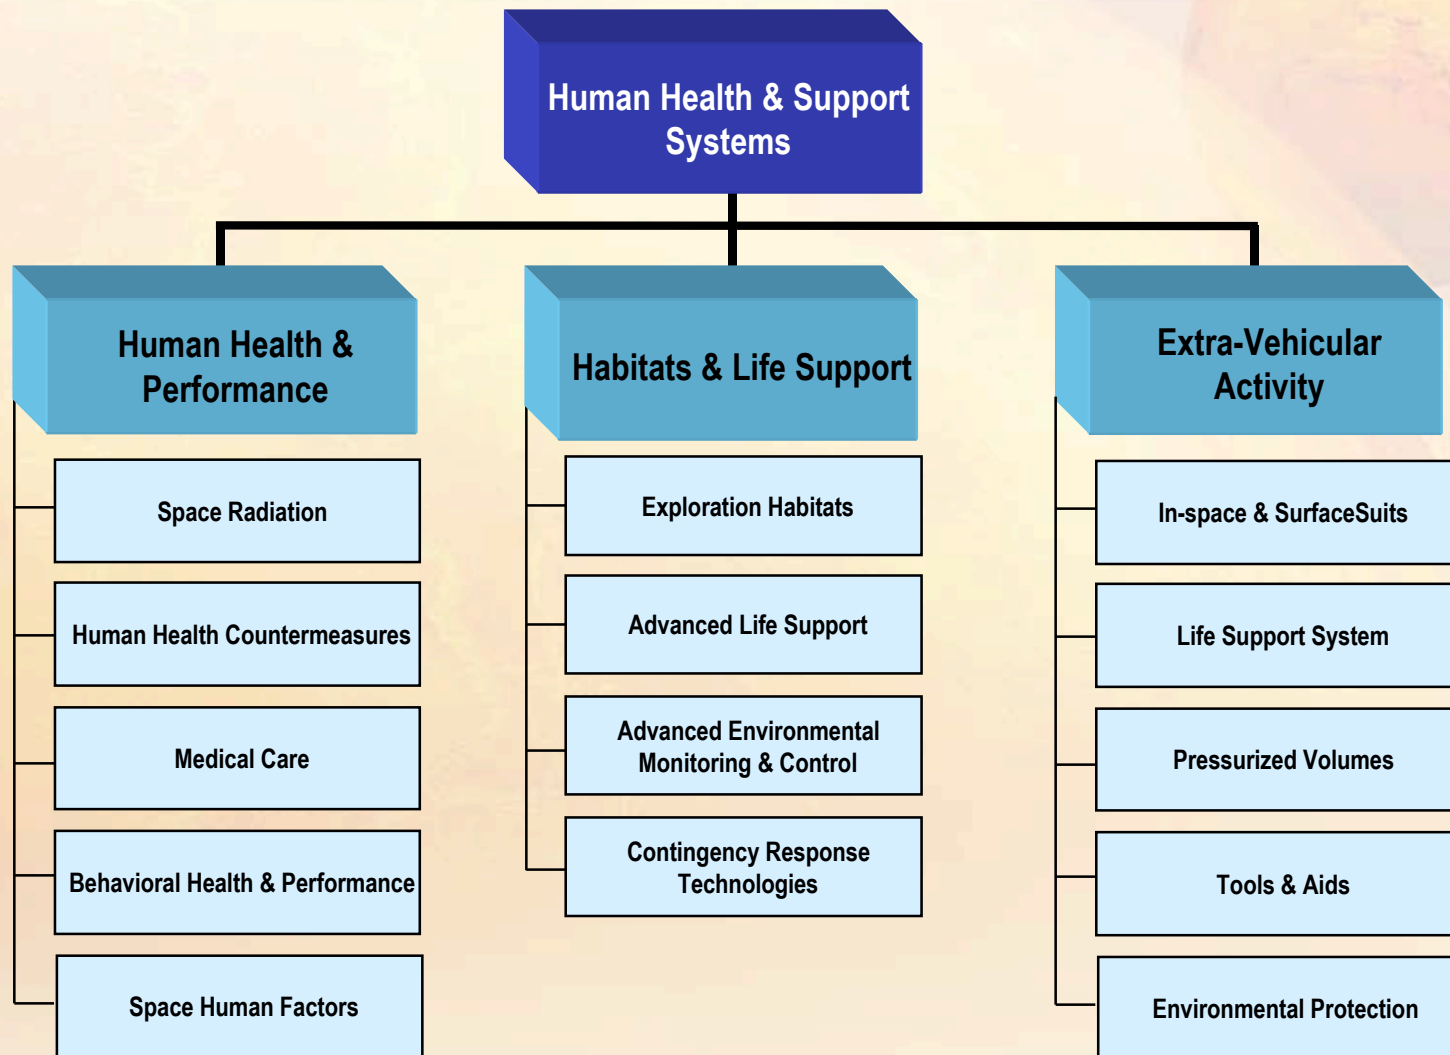 Human Health & Support
Systems
Human Health &
Performance
Space Radiation
Human Health Countermeasures
Medical Care
Behavioral Health & Performance
Space Human Factors
Habitats & Life Support
Exploration Habitats
Advanced Life Support
Advanced Environmental
Monitoring & Control
Contingency Response
Technologies
Extra-Vehicular
Activity
In-space & SurfaceSuits
Life Support System
Pressurized Volumes
Tools & Aids
Environmental Protection